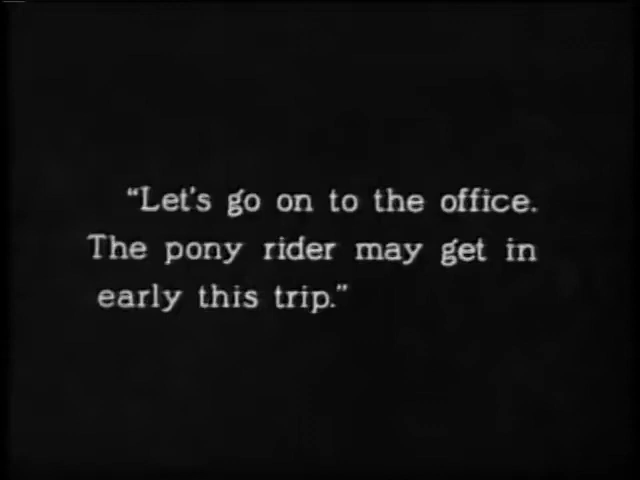 “Let's go on to the office.
The pony rider may get in
early this trip.”